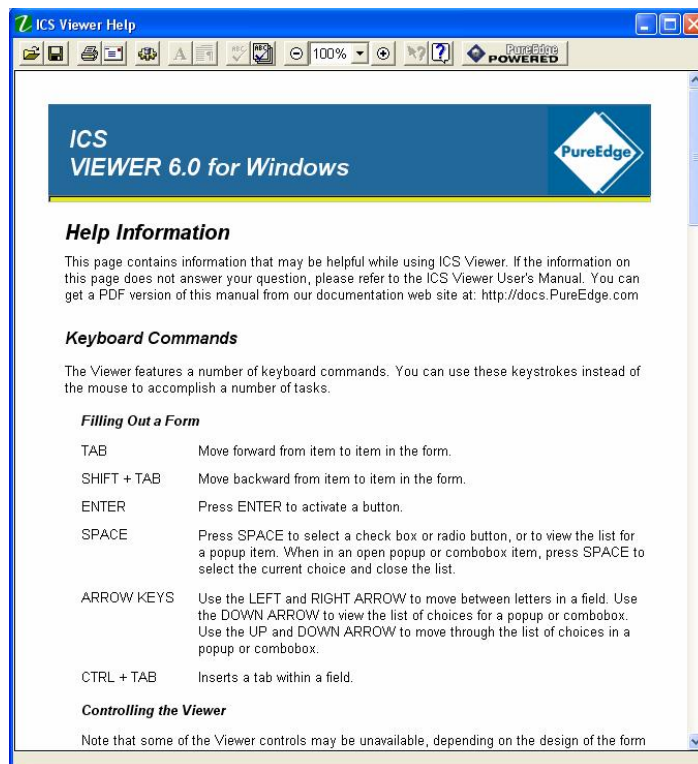 ICS Viewer Help
100%
PureEdge
POWERED
ICS
VIEWER 6.0 for Windows
PureEdge
Help Information
This page contains information that may be helpful while using ICS Viewer. If the information on
this page does not answer your question, please refer to the ICS Viewer User's Manual. You can
get a PDF version of this manual from our documentation web site at: http://docs.PureEdge.com
Keyboard Commands
The Viewer features a number of keyboard commands. You can use these keystrokes instead of
the mouse to accomplish a number of tasks.
Filling Out a Form
TAB Move forward from item to item in the form.
SHIFT + TAB Move backward from item to item in the form.
ENTER Press ENTER to activate a button.
SPACE Press SPACE to select a check box or radio button, or to view the list for
a popup item. When in an open popup or combobox item, press SPACE to
select the current choice and close the list.
ARROW KEYS Use the LEFT and RIGHT ARROW to move between letters in a field. Use
the DOWN ARROW to view the list of choices for a popup or combobox.
Use the UP and DOWN ARROW to move through the list of choices in a
popup or combobox.
CTRL + TAB Inserts a tab within a field.
Controlling the Viewer
Note that some of the Viewer controls may be unavailable, depending on the design of the form